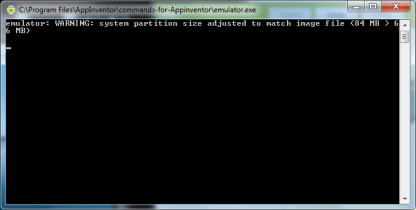 C:\Program Files\AppInventor\commands-for-Appinventor\emulator.exe
emulator: WARNING: system partition size adjusted to match image file (84 MB > 6
6 MB)